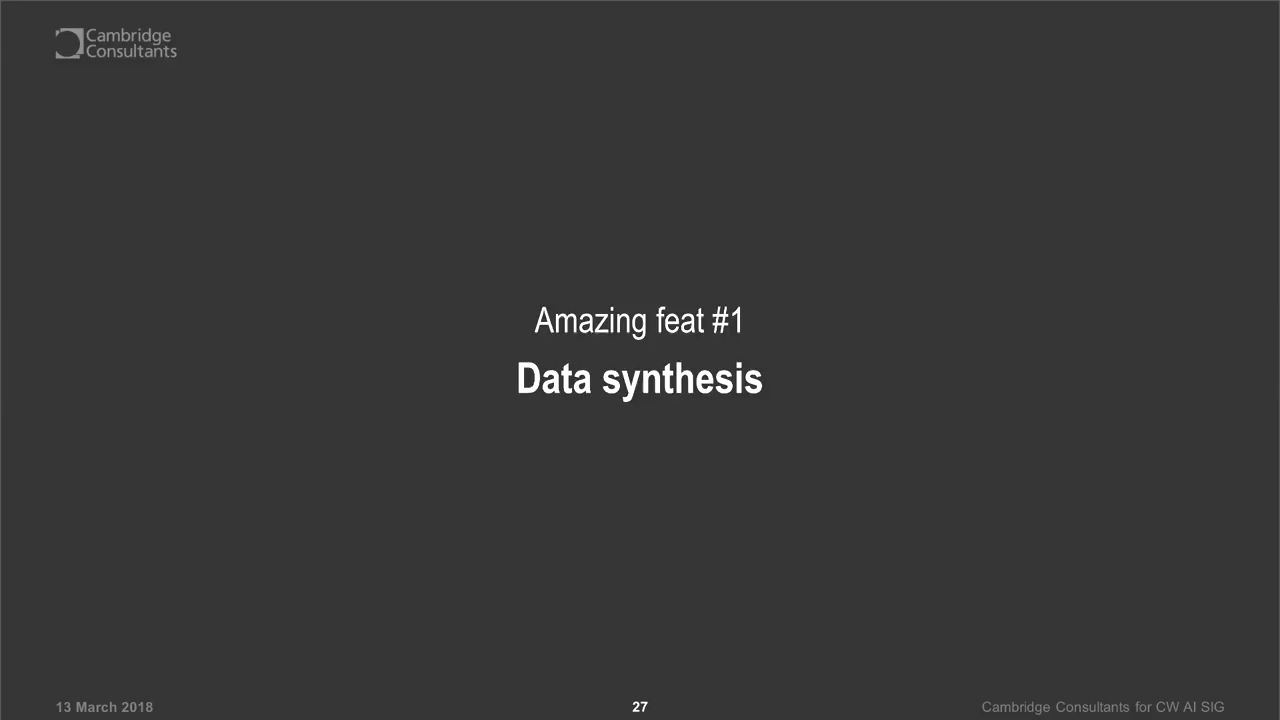 Cambridge
Consultants
Amazing feat #1
Data synthesis
13 March 2018
27
Cambridge Consultants for CW AI SIG